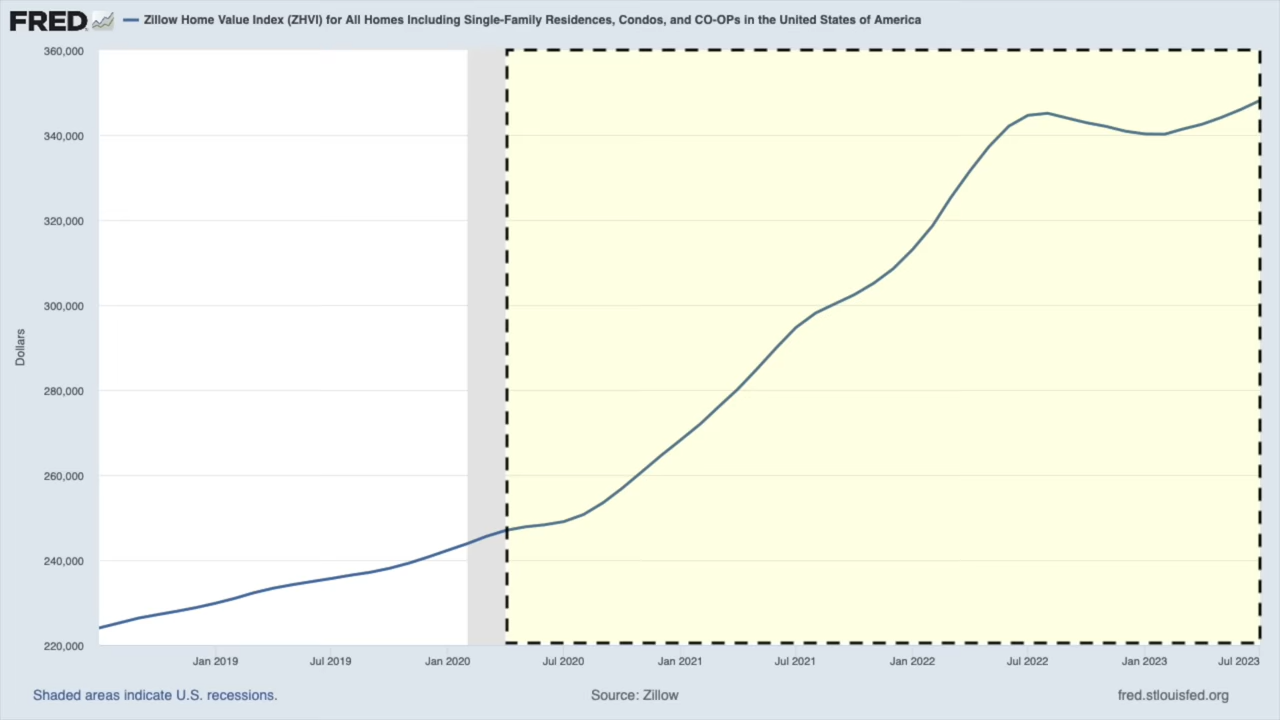 FRED
Zillow Home Value Index (ZHVI) for All Homes Including Single-Family Residences, Condos, and CO-OPs in the United States of America
360,000
340,000
320,000
300,000
280,000
260,000
240,000
220,000
Dollars
Jan 2019 Jul 2019 Jan 2020 Jul 2020 Jan 2021 Jul 2021 Jan 2022 Jul 2022 Jan 2023 Jul 2023
Shaded areas indicate U.S. recessions. Source: Zillow fred.stlouisfed.org